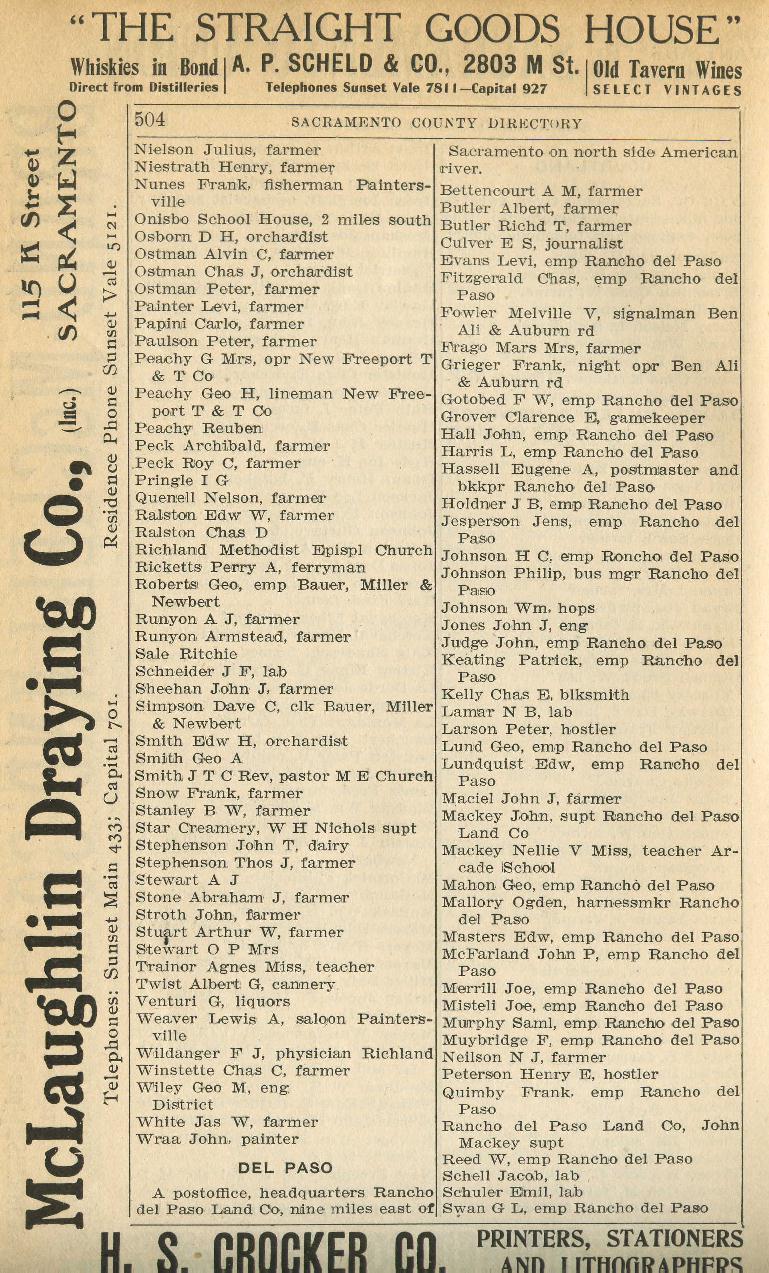 "THE STRAIGHT GOODS HOUSE"
Whiskies in Bond
Direct from Distilleries
A. P. SCHELD & CO., 2803 M St.
Telephones Sunset Vale 7811—Capital 927
Old Tavern Wines
SELECT VINTAGES
115 K Street
SACRAMENTO
McLaughlin Draying Co., (Inc.)
Telephones: Sunset Main 433; Capital 701. Residence Phone Sunset Vale 5121.
504 SACRAMENTO COUNTY DIRECTORY
Nielson Julius, farmer
Niestrath Henry, farmer
Nunes Frank, fisherman Painters-
ville
Onisbo School House, 2 miles south
Osborn D H, orchardist
Ostman Alvin C, farmer
Ostman Chas J, orchardist
Ostman Peter, farmer
Painter Levi, farmer
Papini Carlo, farmer
Paulson Peter, farmer
Peachy G Mrs, opr New Freeport T
& T Co
Peachy Geo H, lineman New Free-
port T & T Co
Peachy Reuben
Peck Archibald, farmer
Peck Roy C, farmer
Pringle I G
Quenell Nelson, farmer
Ralston Edw W, farmer
Ralston Chas D
Richland Methodist Epispl Church
Ricketts Perry A, ferryman
Roberts Geo, emp Bauer, Miller &
Newbert
Runyon A J, farmer
Runyon Armstead, farmer
Sale Ritchie
Schneider J F, lab
Sheehan John J, farmer
Simpson Dave C, clk Bauer, Miller
& Newbert
Smith Edw H, orchardist
Smith Geo A
Smith J T C Rev, pastor M E Church
Snow Frank, farmer
Stanley B W, farmer
Star Creamery, W H Nichols supt
Stephenson John T, dairy
Stephenson Thos J, farmer
Stewart A J
Stone Abraham J, farmer
Stroth John, farmer
Stuart Arthur W, farmer
Stewart O P Mrs
Trainor Agnes Miss, teacher
Twist Albert G, cannery
Venturi G, liquors
Weaver Lewis A, saloon Painters-
ville
Wildanger F J, physician Richland
Winstette Chas C, farmer
Wiley Geo M, eng
District
White Jas W, farmer
Wraa John, painter
DEL PASO
A postoffice, headquarters Rancho
del Paso Land Co, nine miles east of
Sacramento on north side American
river.
Bettencourt A M, farmer
Butler Albert, farmer
Butler Richd T, farmer
Culver E S, journalist
Evans Levi, emp Rancho del Paso
Fitzgerald Chas, emp Rancho del
Paso
Fowler Melville V, signalman Ben
Ali & Auburn rd
Frago Mars Mrs, farmer
Grieger Frank, night opr Ben Ali
& Auburn rd
Gotobed F W, emp Rancho del Paso
Grover Clarence E, gamekeeper
Hall John, emp Rancho del Paso
Harris L, emp Rancho del Paso
Hassell Eugene A, postmaster and
bkkpr Rancho del Paso
Holdner J B, emp Rancho del Paso
Jesperson Jens, emp Rancho del
Paso
Johnson H C, emp Roncho del Paso
Johnson Philip, bus mgr Rancho del
Paso
Johnson Wm, hops
Jones John J, eng
Judge John, emp Rancho del Paso
Keating Patrick, emp Rancho del
Paso
Kelly Chas E, blksmith
Lamar N B, lab
Larson Peter, hostler
Lund Geo, emp Rancho del Paso
Lundquist Edw, emp Rancho del
Paso
Maciel John J, farmer
Mackey John, supt Rancho del Paso
Land Co
Mackey Nellie V Miss, teacher Ar-
cade School
Mahon Geo, emp Rancho del Paso
Mallory Ogden, harnessmkr Rancho
del Paso
Masters Edw, emp Rancho del Paso
McFarland John P, emp Rancho del
Paso
Merrill Joe, emp Rancho del Paso
Misteli Joe, emp Rancho del Paso
Murphy Saml, emp Rancho del Paso
Muybridge F, emp Rancho del Paso
Neilson N J, farmer
Peterson Henry E, hostler
Quimby Frank, emp Rancho del
Paso
Rancho del Paso Land Co, John
Mackey supt
Reed W, emp Rancho del Paso
Schell Jacob, lab
Schuler Emil, lab
Swan G L, emp Rancho del Paso
H. S. CROCKER CO.
PRINTERS, STATIONERS
AND LITHOGRAPHERS